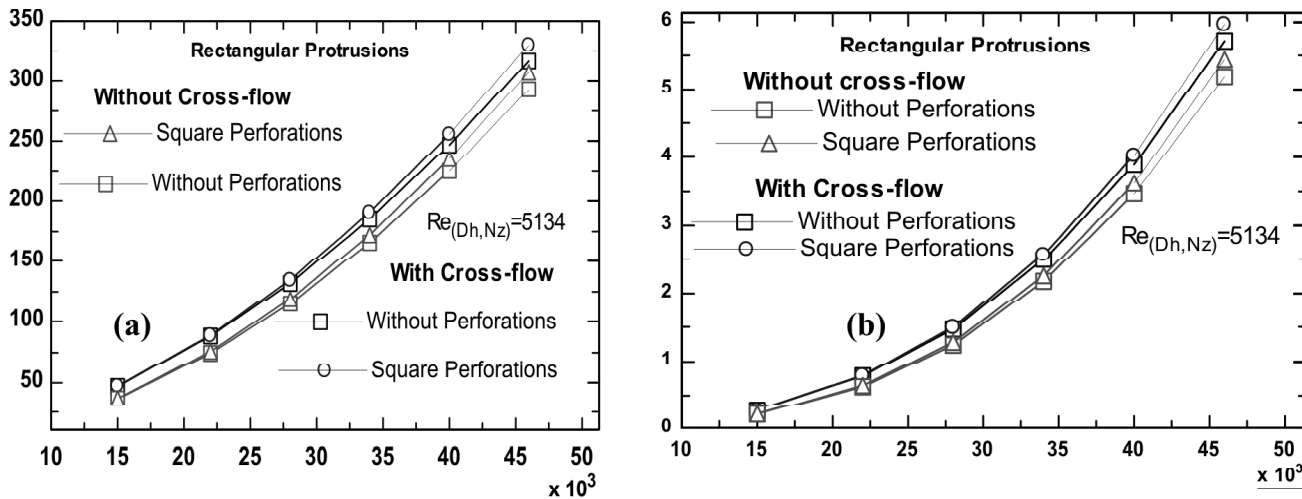 350
300
250
200
150
100
50
Rectangular Protrusions
Without Cross-flow
Square Perforations
Without Perforations
Re(Dh,Nz)=5134
With Cross-flow
Without Perforations
Square Perforations
(a)
10 15 20 25 30 35 40 45 50
x 10³
6
5
4
3
2
1
0
Rectangular Protrusions
Without cross-flow
Without Perforations
Square Perforations
With Cross-flow
Without Perforations
Square Perforations
Re(Dh,Nz)=5134
(b)
10 15 20 25 30 35 40 45 50
x 10³